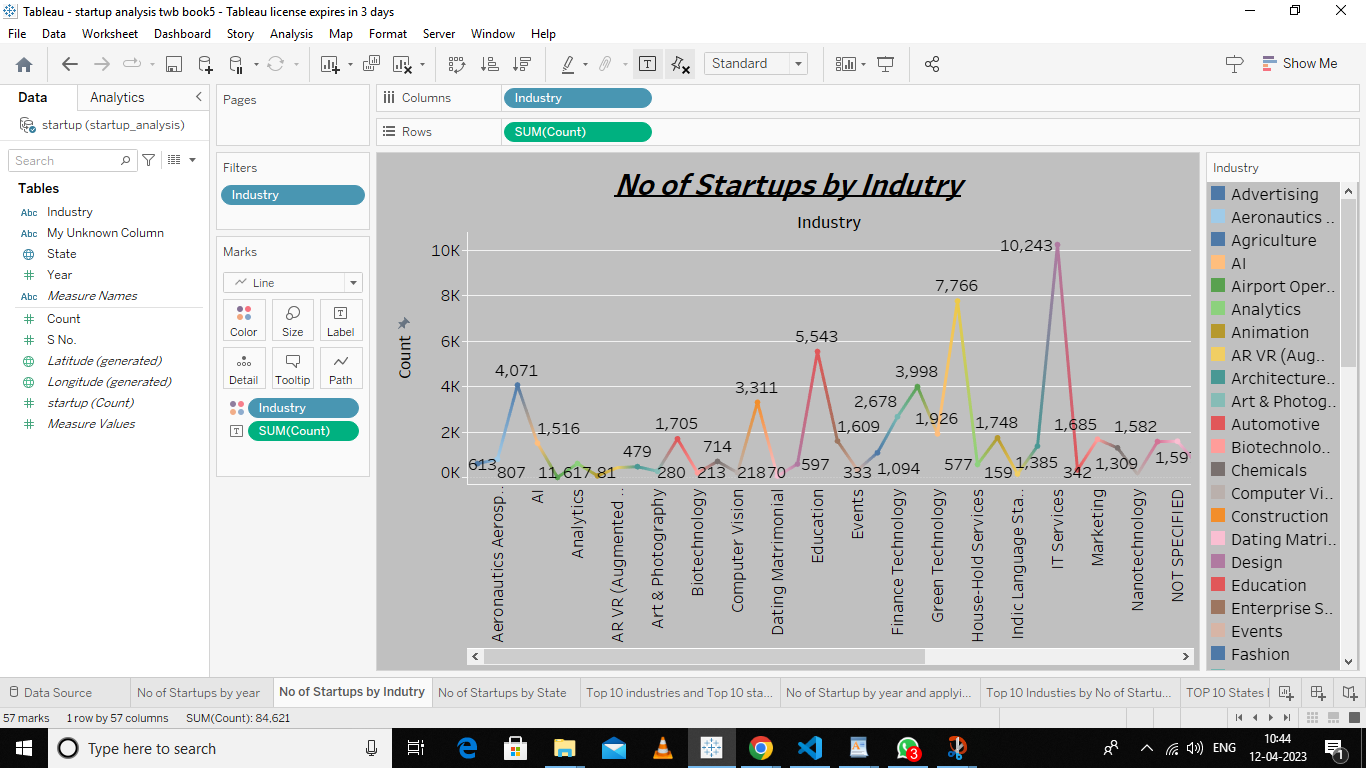 Tableau - startup analysis twb book5 - Tableau license expires in 3 days
File Data Worksheet Dashboard Story Analysis Map Format Server Window Help
Standard
Show Me
Data Analytics
startup (startup_analysis)
Search
Tables
Abc Industry
Abc My Unknown Column
State
# Year
Abc Measure Names
# Count
# S No.
Latitude (generated)
Longitude (generated)
# startup (Count)
# Measure Values
Pages
Filters
Industry
Marks
Line
Color Size Label
Detail Tooltip Path
Industry
SUM(Count)
Columns Industry
Rows SUM(Count)
No of Startups by Indutry
Industry
Count
10K
8K
6K
4K
2K
0K
10,243
7,766
5,543
4,071
3,998
3,311
2,678
1,926
1,705
1,516
1,609
1,748
1,685
1,582
479
714
613
807
81
280
213
70
597
333
1,094
577
159
1,385
342
1,309
Aeronautics Aerosp..
AI
Analytics
AR VR (Augmented ..
Art & Photography
Biotechnology
Computer Vision
Dating Matrimonial
Education
Events
Finance Technology
Green Technology
House-Hold Services
Indic Language Sta..
IT Services
Marketing
Nanotechnology
NOT SPECIFIED
Industry
Advertising
Aeronautics ..
Agriculture
AI
Airport Oper..
Analytics
Animation
AR VR (Aug..
Architecture..
Art & Photog..
Automotive
Biotechnolo..
Chemicals
Computer Vi..
Construction
Dating Matri..
Design
Education
Enterprise S..
Events
Fashion
Data Source No of Startups by year No of Startups by Indutry No of Startups by State Top 10 industries and Top 10 sta... No of Startup by year and applyi... Top 10 Industies by No of Startu... TOP 10 States
57 marks 1 row by 57 columns SUM(Count): 84,621
Type here to search
3
ENG
10:44
12-04-2023
1